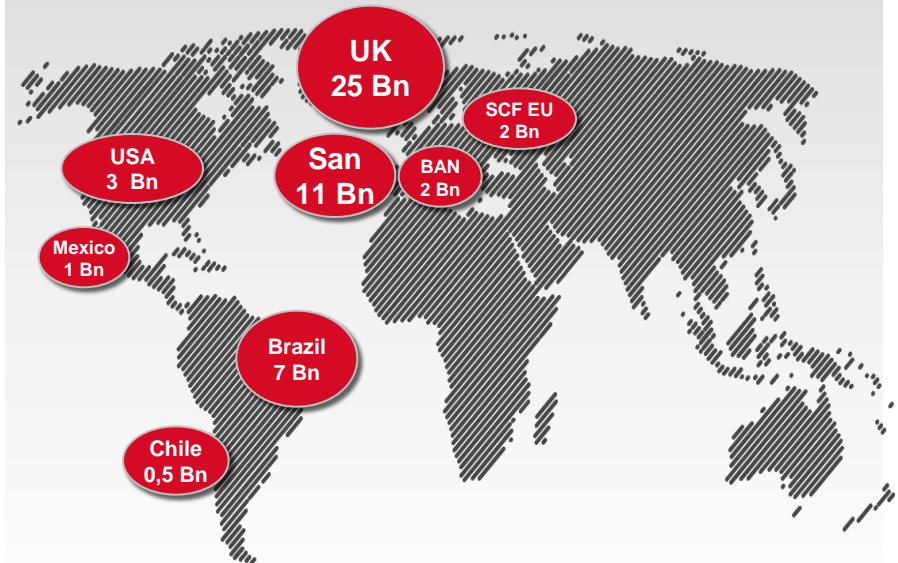 UK
25 Bn
SCF EU
2 Bn
USA
3 Bn
San
11 Bn
BAN
2 Bn
Mexico
1 Bn
Brazil
7 Bn
Chile
0,5 Bn